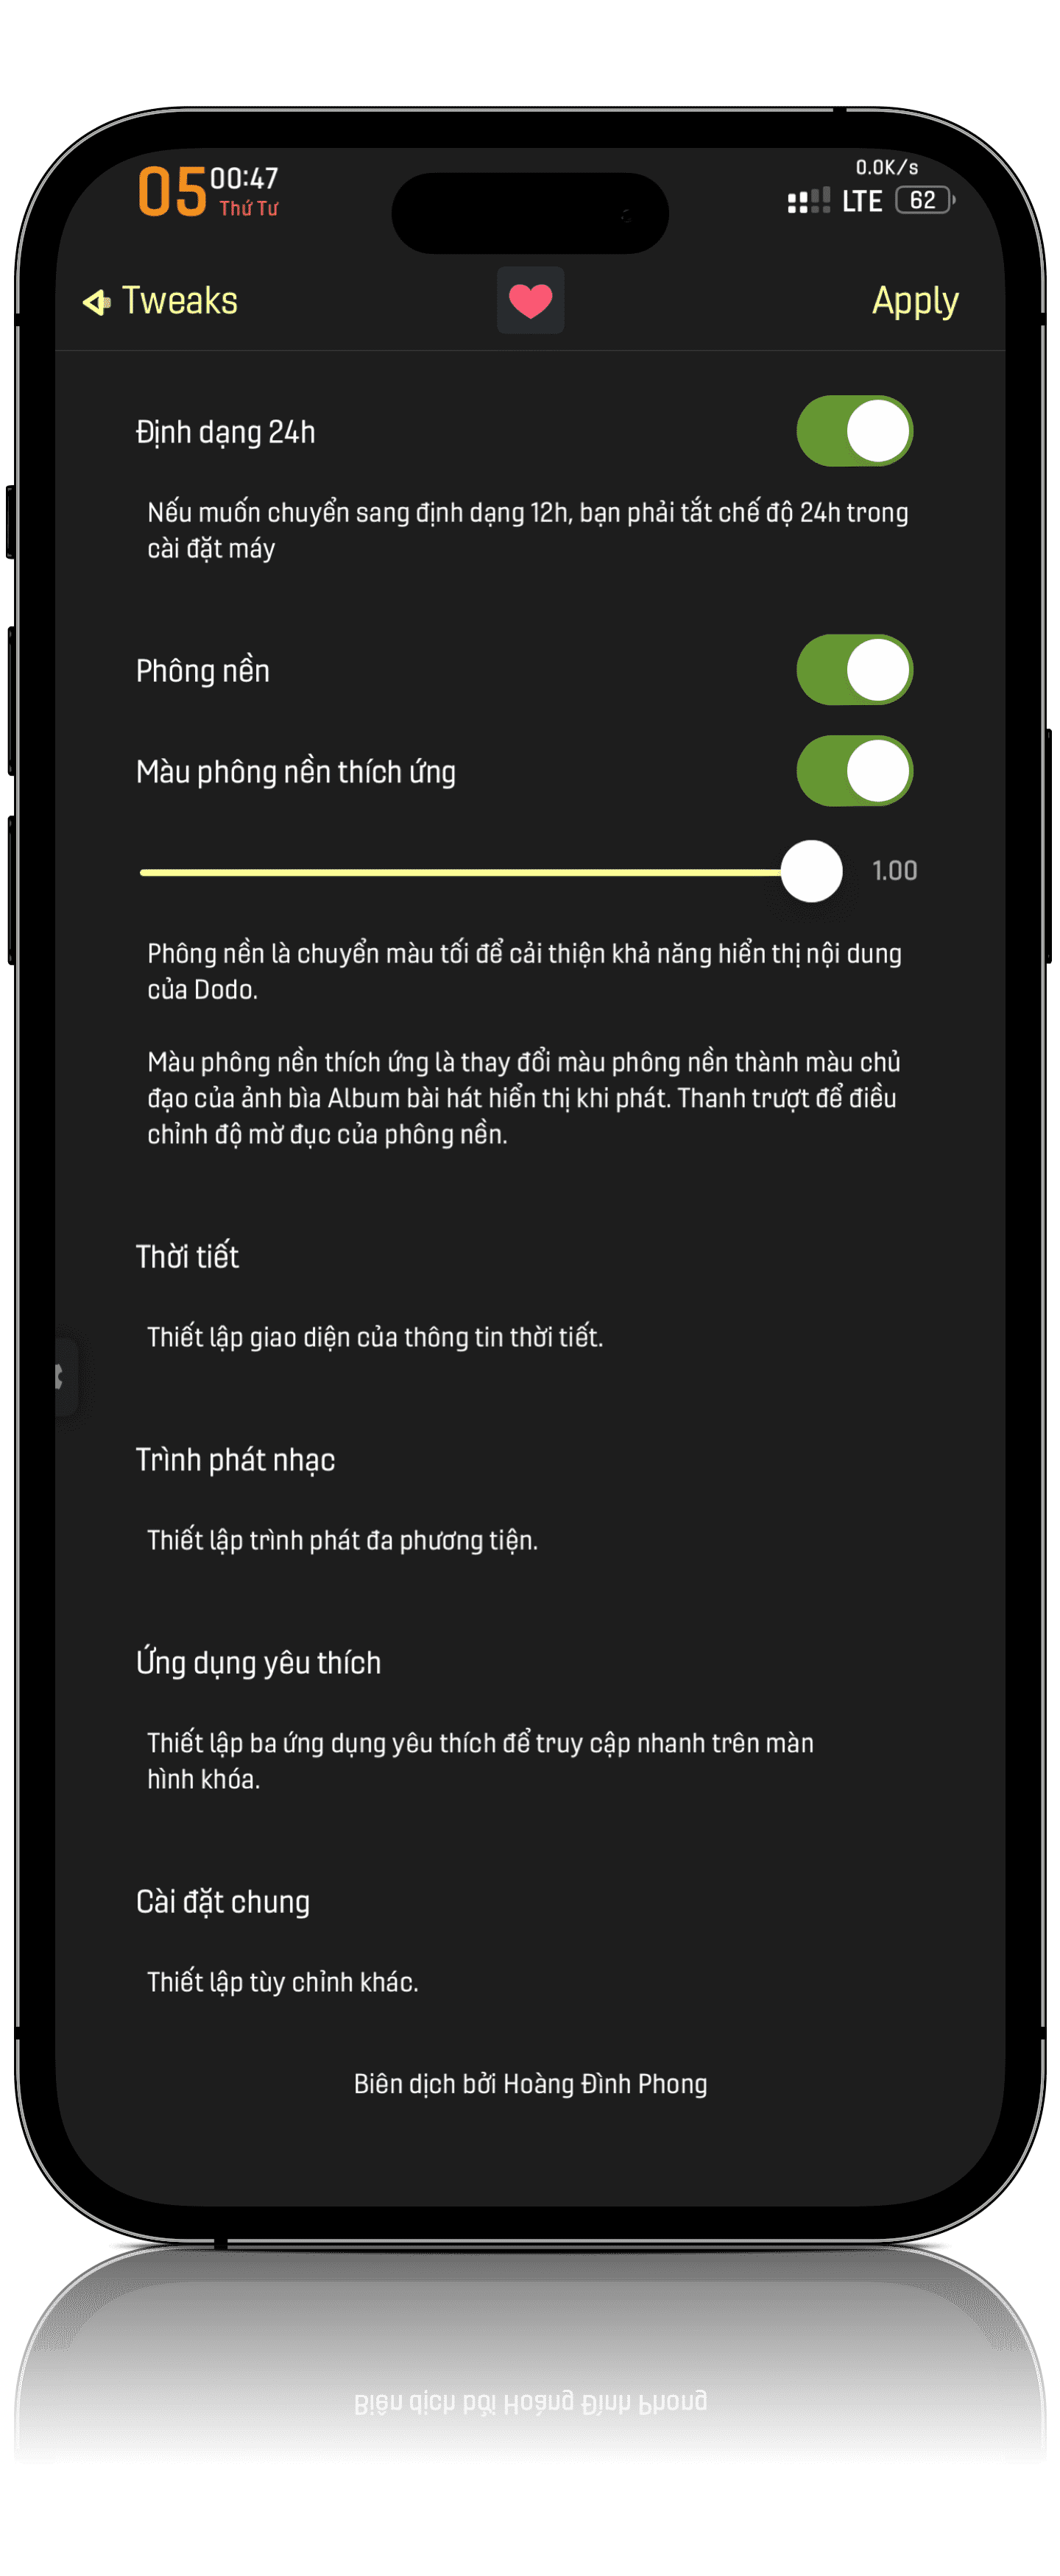 05 00:47
Thứ Tư
0.0K/s
LTE 62
Tweaks
Apply
Định dạng 24h
Nếu muốn chuyển sang định dạng 12h, bạn phải tắt chế độ 24h trong
cài đặt máy
Phông nền
Màu phông nền thích ứng
1.00
Phông nền là chuyển màu tối để cải thiện khả năng hiển thị nội dung
của Dodo.
Màu phông nền thích ứng là thay đổi màu phông nền thành màu chủ
đạo của ảnh bìa Album bài hát hiển thị khi phát. Thanh trượt để điều
chỉnh độ mờ đục của phông nền.
Thời tiết
Thiết lập giao diện của thông tin thời tiết.
Trình phát nhạc
Thiết lập trình phát đa phương tiện.
Ứng dụng yêu thích
Thiết lập ba ứng dụng yêu thích để truy cập nhanh trên màn
hình khóa.
Cài đặt chung
Thiết lập tùy chỉnh khác.
Biên dịch bởi Hoàng Đình Phong
Biên dịch bởi Hoàng Đình Phong